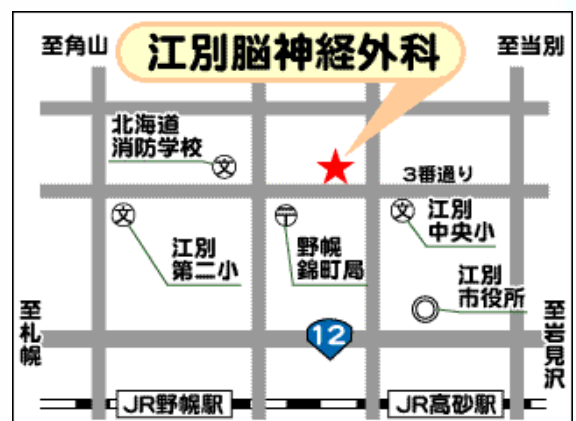 至角山
江別脳神経外科
至当別
北海道
消防学校
文
3番通り
文
江別
第二小
〒
野幌
錦町局
文
江別
中央小
江別
市役所
至札幌
12
至岩見沢
JR野幌駅
JR高砂駅